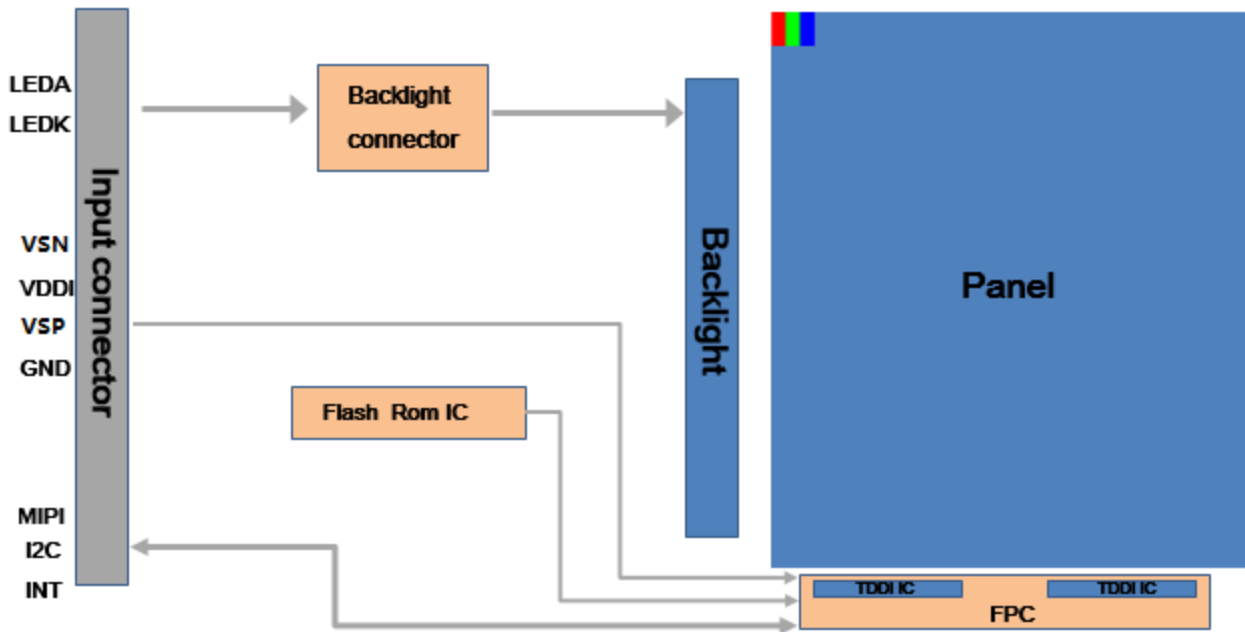 LEDA
LEDK
VSN
VDDI
VSP
GND
MIPI
I2C
INT
Input connector
Backlight
connector
Flash Rom IC
Backlight
Panel
TDDI IC
TDDI IC
FPC